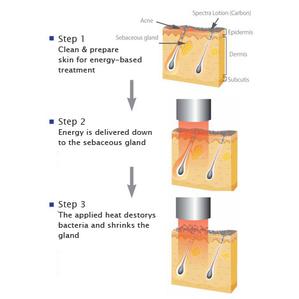 Step 1
Clean & prepare
skin for energy-based
treatment
Acne
Sebaceous gland
Spectra Lotion (Carbon)
Epidermis
Dermis
Subcutis
Step 2
Energy is delivered down
to the sebaceous gland
Step 3
The applied heat destorys
bacteria and shrinks the
gland